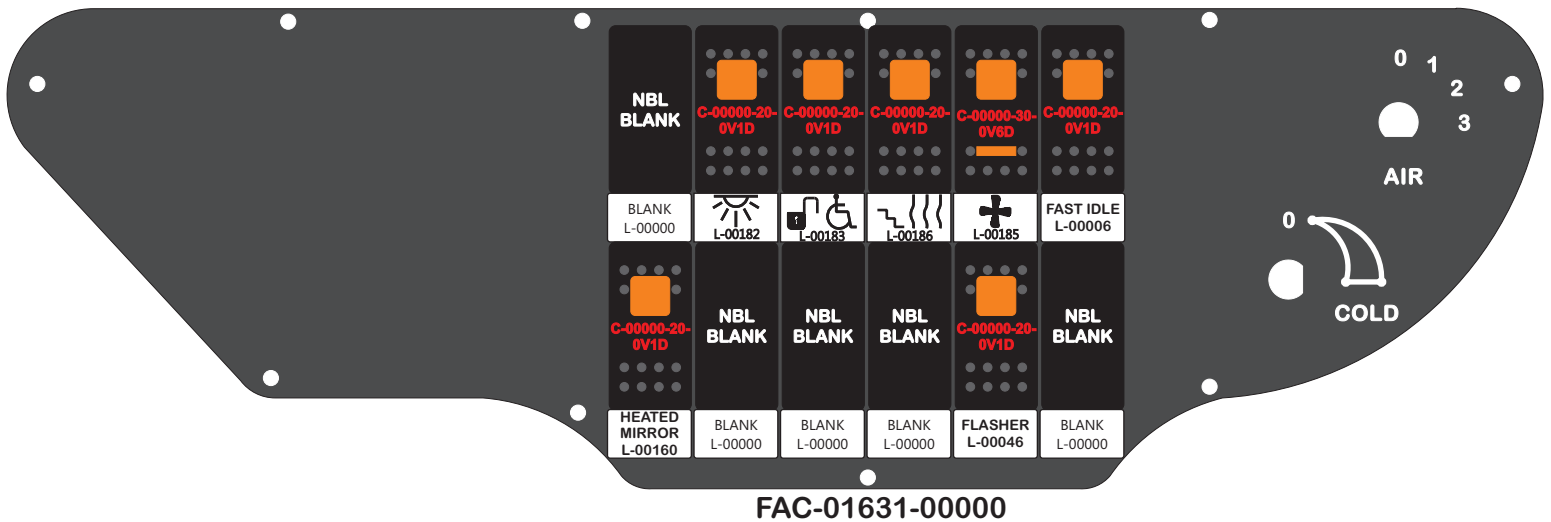 NBL
BLANK
C-00000-20-
0V1D
C-00000-20-
0V1D
C-00000-20-
0V1D
C-00000-30-
0V6D
C-00000-20-
0V1D
BLANK
L-00000
L-00182
L-00183
L-00186
L-00185
FAST IDLE
L-00006
C-00000-20-
0V1D
NBL
BLANK
NBL
BLANK
NBL
BLANK
C-00000-20-
0V1D
NBL
BLANK
HEATED
MIRROR
L-00160
BLANK
L-00000
BLANK
L-00000
BLANK
L-00000
FLASHER
L-00046
BLANK
L-00000
0
1
2
3
AIR
0
COLD
FAC-01631-00000